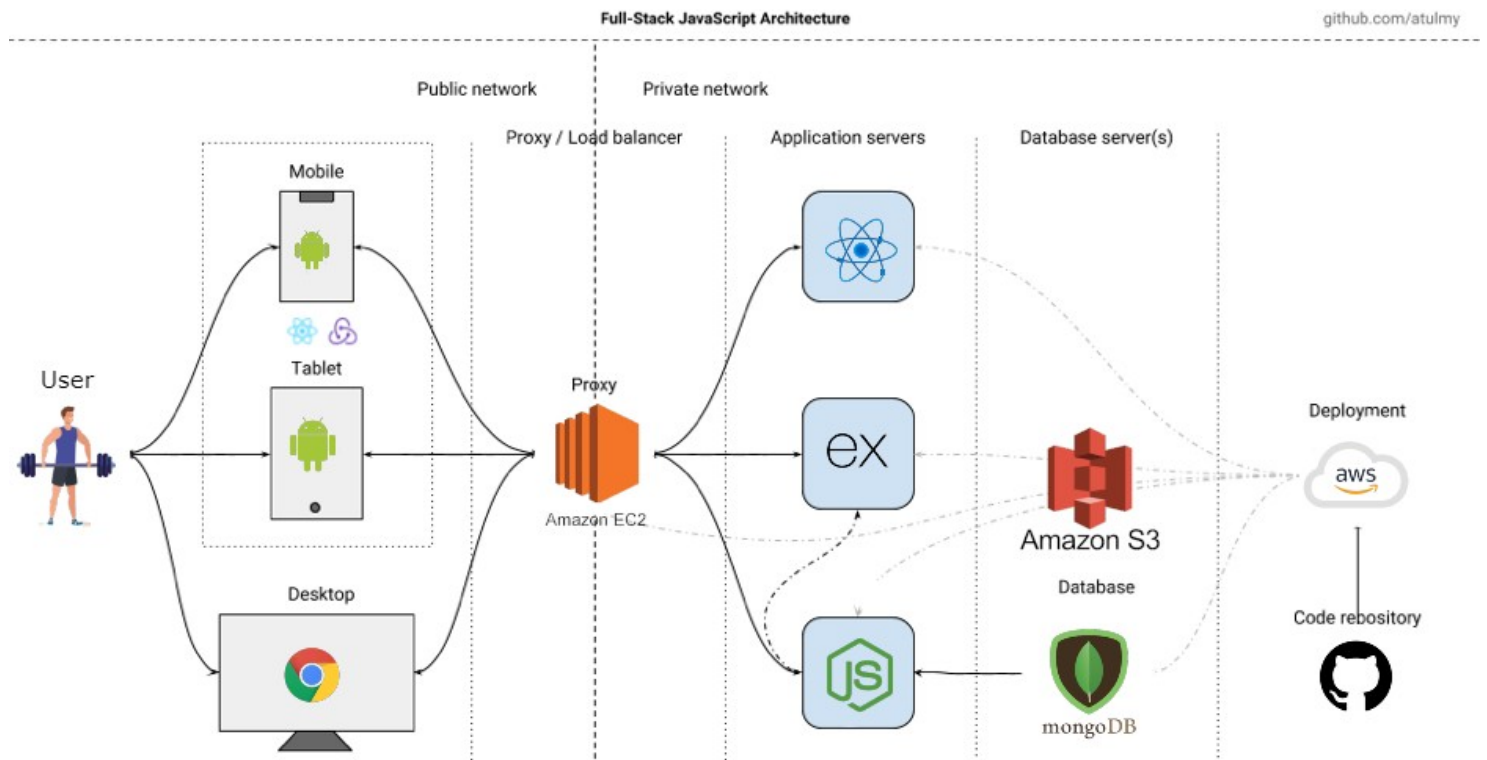 Full-Stack JavaScript Architecture
github.com/atulmy
Public network
Private network
Proxy / Load balancer
Application servers
Database server(s)
Mobile
Tablet
User
Proxy
Amazon EC2
ex
Amazon S3
Deployment
aws
Desktop
Database
Code repository
JS
mongoDB